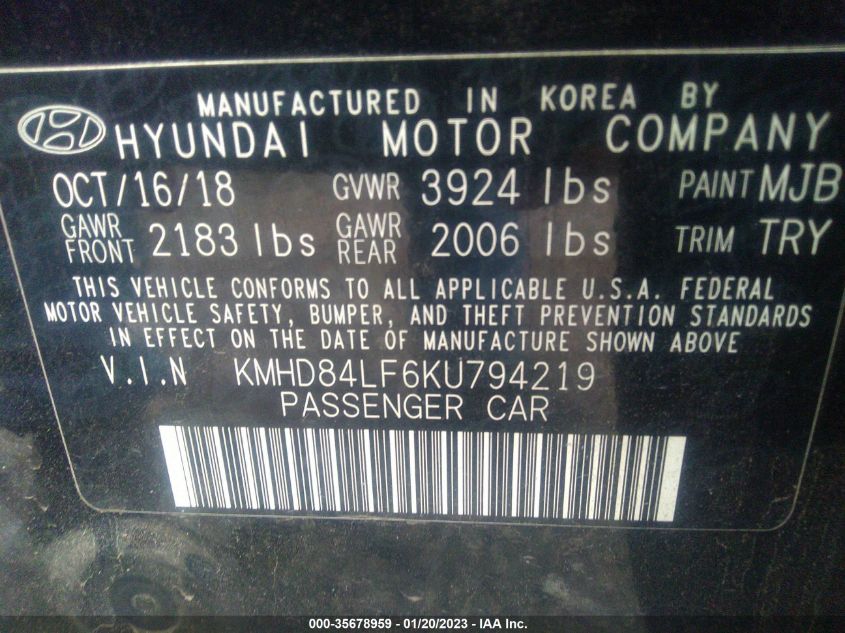 MANUFACTURED IN KOREA BY
HYUNDAI MOTOR COMPANY
OCT/16/18 GVWR 3924 lbs PAINT MJB
GAWR FRONT 2183 lbs GAWR REAR 2006 lbs TRIM TRY
THIS VEHICLE CONFORMS TO ALL APPLICABLE U.S.A. FEDERAL
MOTOR VEHICLE SAFETY, BUMPER, AND THEFT PREVENTION STANDARDS
IN EFFECT ON THE DATE OF MANUFACTURE SHOWN ABOVE
V.I.N KMHD84LF6KU794219
PASSENGER CAR
000-35678959 - 01/20/2023 - IAA Inc.